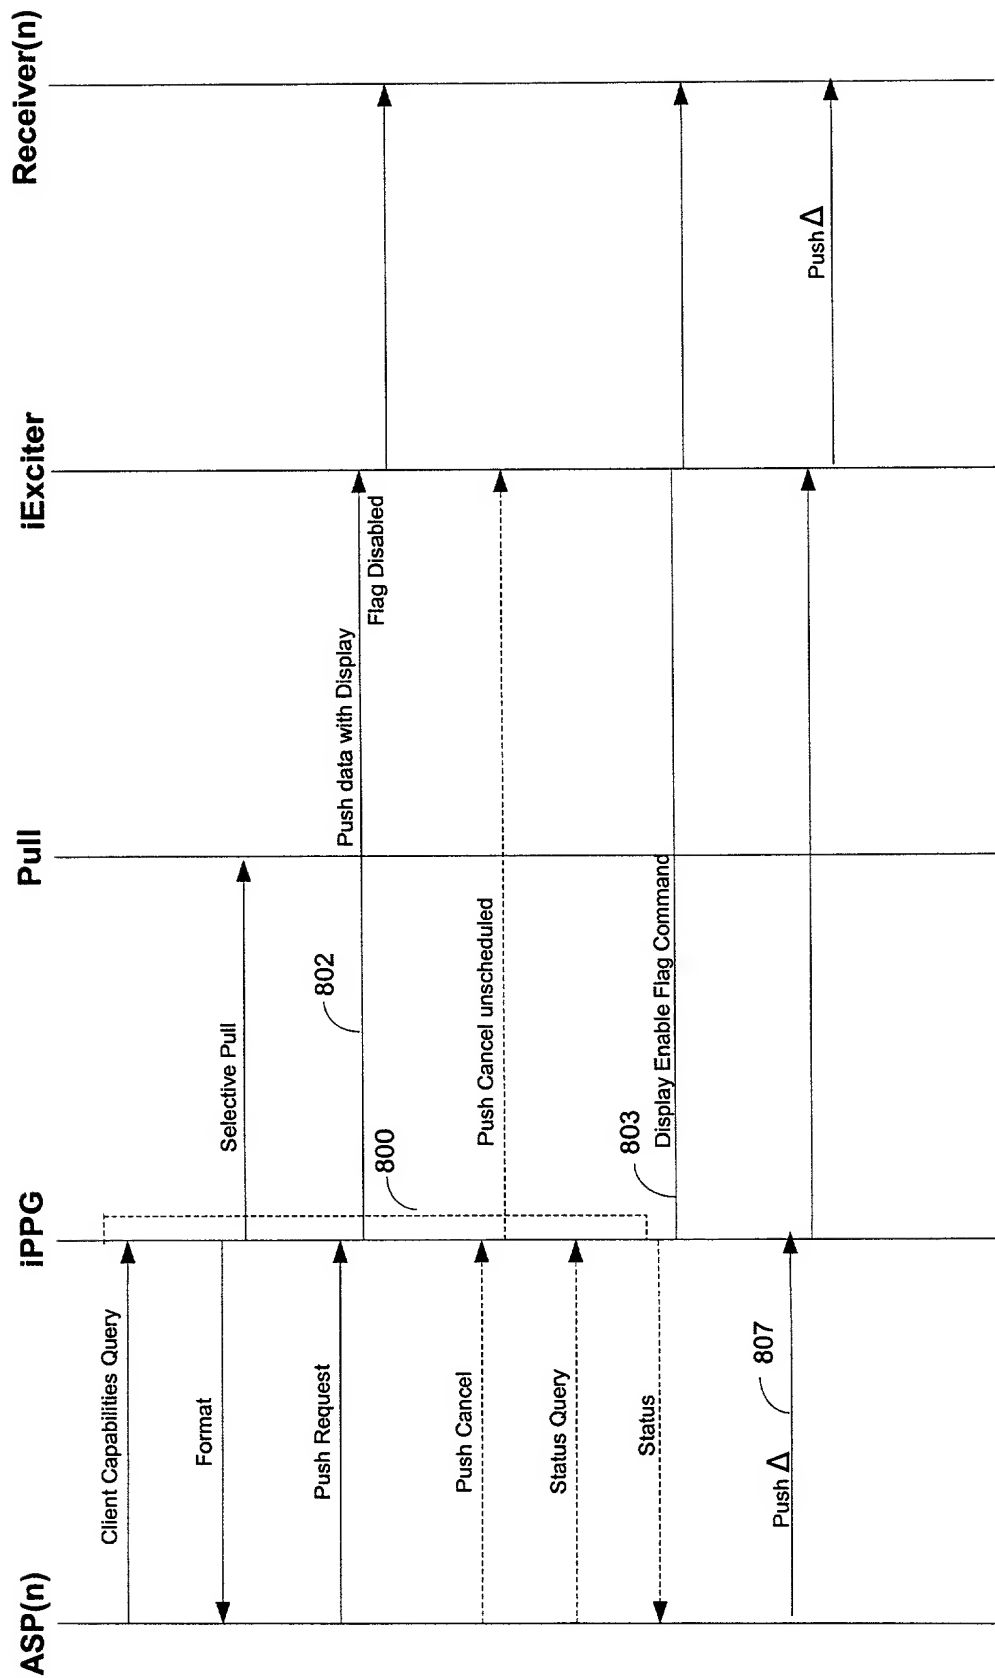 ASP(n)
iPPG
Pull
iExciter
Receiver(n)
Client Capabilities Query
Format
Selective Pull
Push Request
802
Push data with Display
Flag Disabled
800
Push Cancel
Push Cancel unscheduled
Status Query
Status
803
Display Enable Flag Command
Push Δ
807
Push Δ